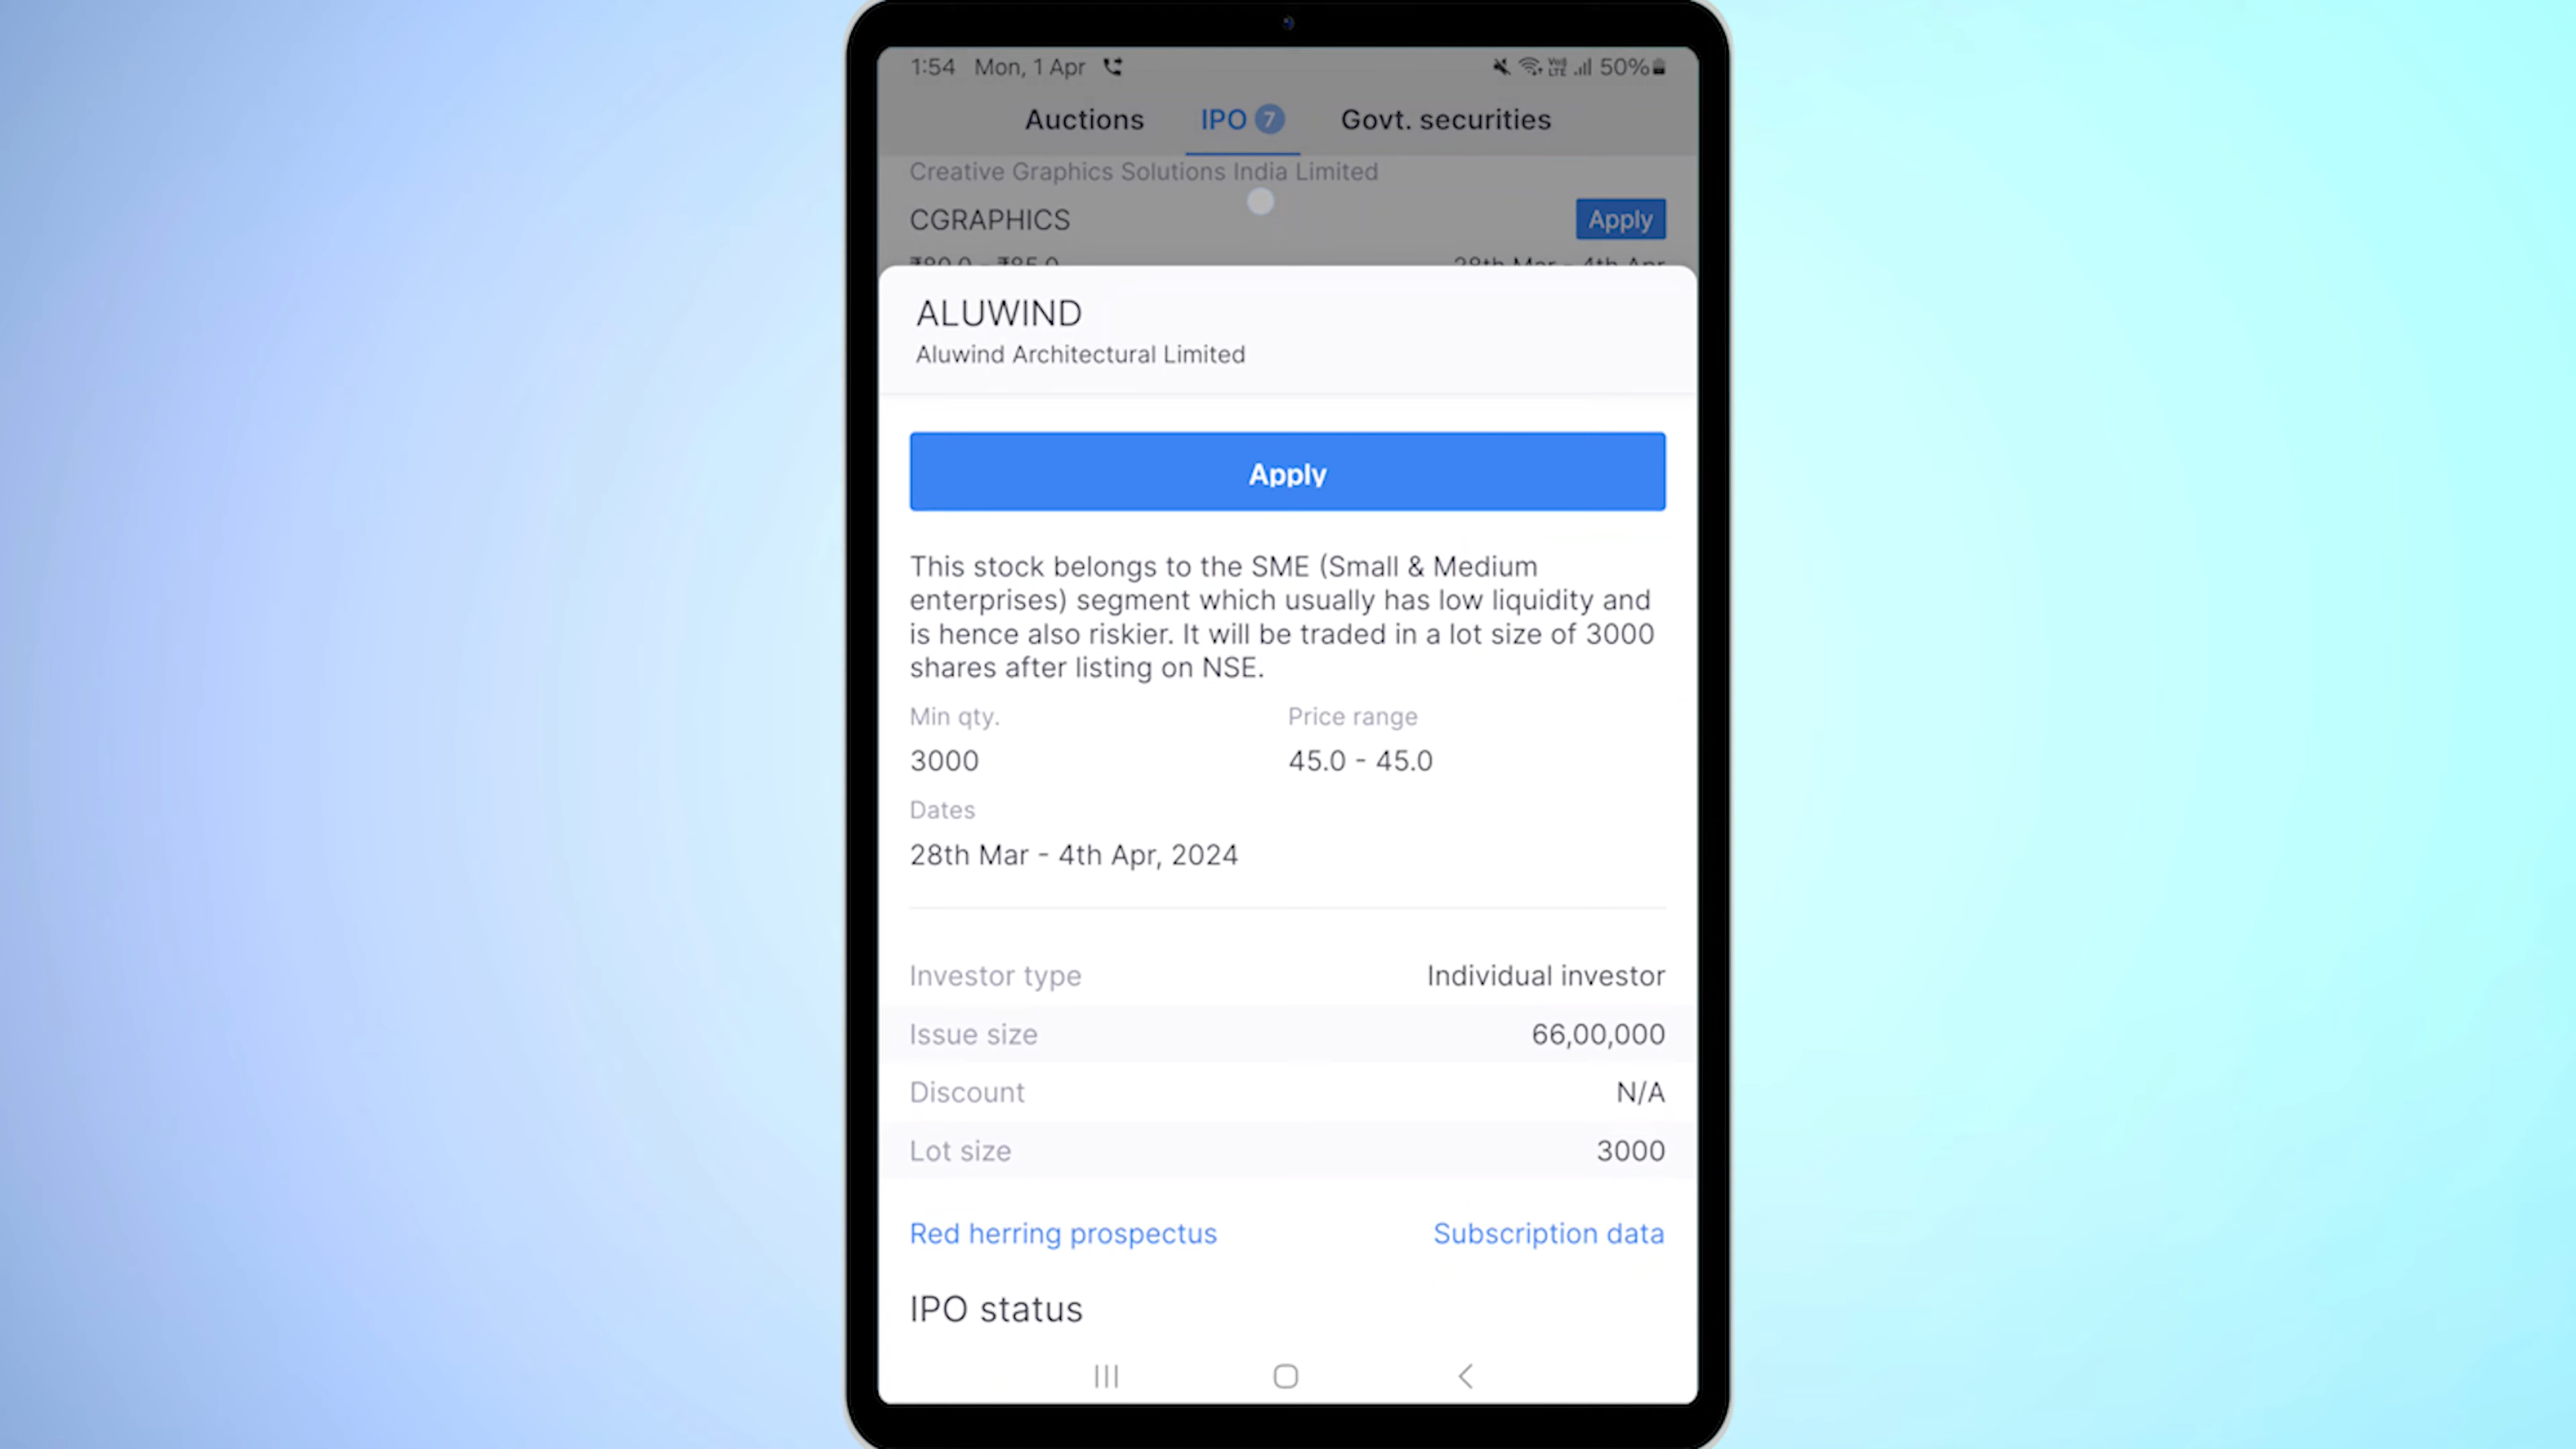 1:54 Mon, 1 Apr 50%
Auctions IPO 7 Govt. securities
Creative Graphics Solutions India Limited
CGRAPHICS Apply
₹80.0 - ₹85.0 28th Mar - 4th Apr
ALUWIND
Aluwind Architectural Limited
Apply
This stock belongs to the SME (Small & Medium
enterprises) segment which usually has low liquidity and
is hence also riskier. It will be traded in a lot size of 3000
shares after listing on NSE.
Min qty. Price range
3000 45.0 - 45.0
Dates
28th Mar - 4th Apr, 2024
Investor type Individual investor
Issue size 66,00,000
Discount N/A
Lot size 3000
Red herring prospectus Subscription data
IPO status